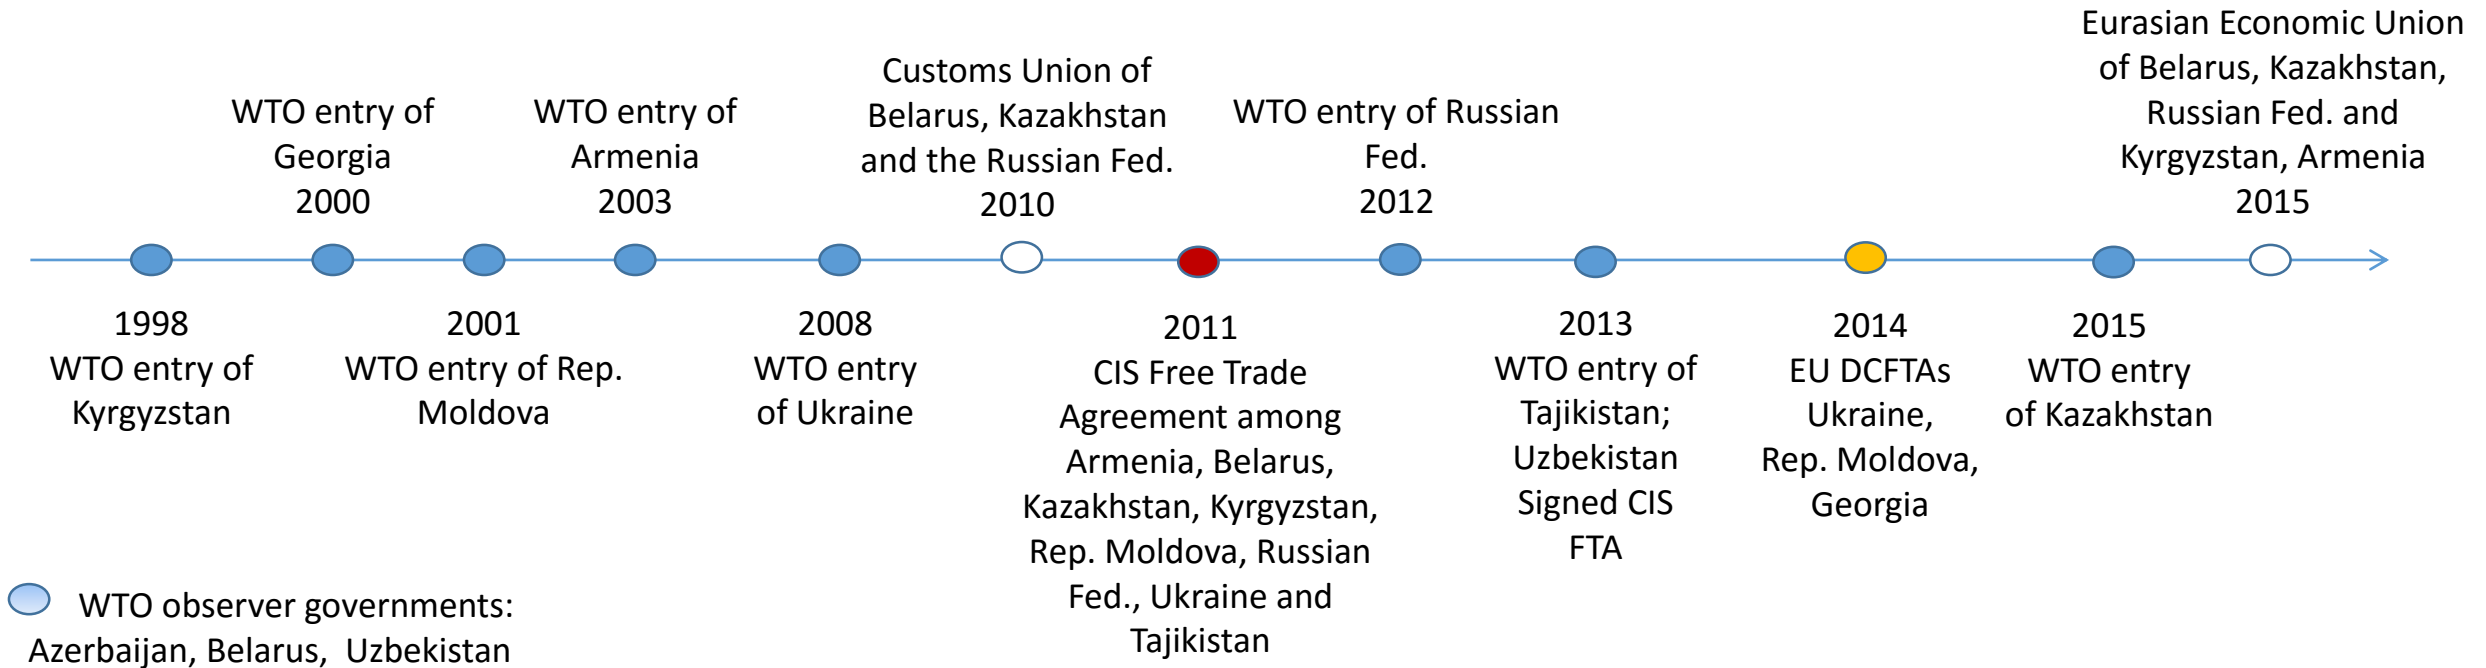 WTO entry of
Georgia
2000
WTO entry of
Armenia
2003
Customs Union of
Belarus, Kazakhstan
and the Russian Fed.
2010
WTO entry of Russian
Fed.
2012
Eurasian Economic Union
of Belarus, Kazakhstan,
Russian Fed. and
Kyrgyzstan, Armenia
2015
1998
WTO entry of
Kyrgyzstan
2001
WTO entry of Rep.
Moldova
2008
WTO entry
of Ukraine
2011
CIS Free Trade
Agreement among
Armenia, Belarus,
Kazakhstan, Kyrgyzstan,
Rep. Moldova, Russian
Fed., Ukraine and
Tajikistan
2013
WTO entry of
Tajikistan;
Uzbekistan
Signed CIS
FTA
2014
EU DCFTAs
Ukraine,
Rep. Moldova,
Georgia
2015
WTO entry
of Kazakhstan
WTO observer governments:
Azerbaijan, Belarus, Uzbekistan